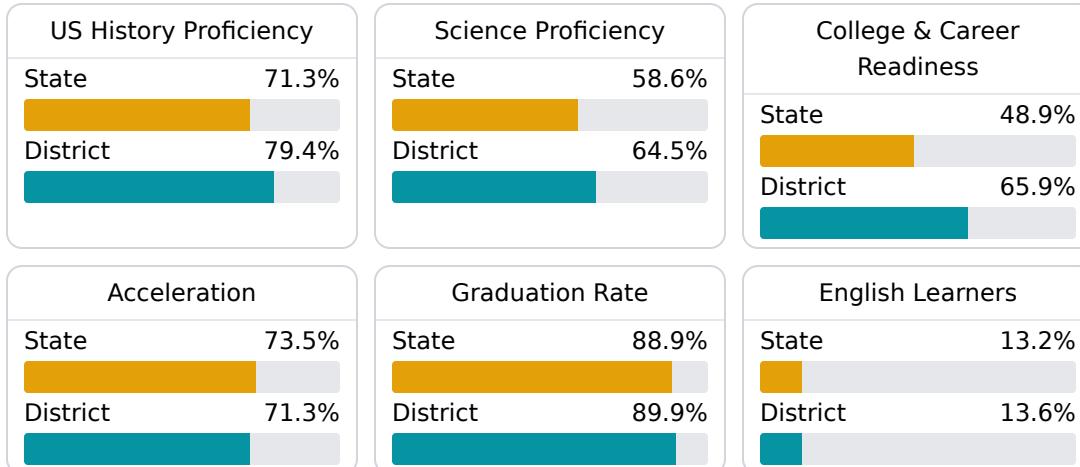 US History Proficiency
State 71.3%
District 79.4%
Science Proficiency
State 58.6%
District 64.5%
College & Career
Readiness
State 48.9%
District 65.9%
Acceleration
State 73.5%
District 71.3%
Graduation Rate
State 88.9%
District 89.9%
English Learners
State 13.2%
District 13.6%